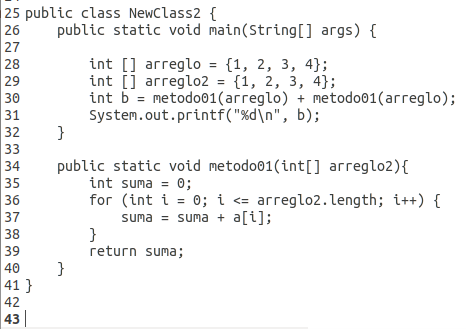 25 public class NewClass2 {
26     public static void main(String[] args) {
27
28         int [] arreglo = {1, 2, 3, 4};
29         int [] arreglo2 = {1, 2, 3, 4};
30         int b = metodo01(arreglo) + metodo01(arreglo);
31         System.out.printf("%d\n", b);
32     }
33
34     public static void metodo01(int[] arreglo2){
35         int suma = 0;
36         for (int i = 0; i <= arreglo2.length; i++) {
37             suma = suma + a[i];
38         }
39         return suma;
40     }
41 }
42
43